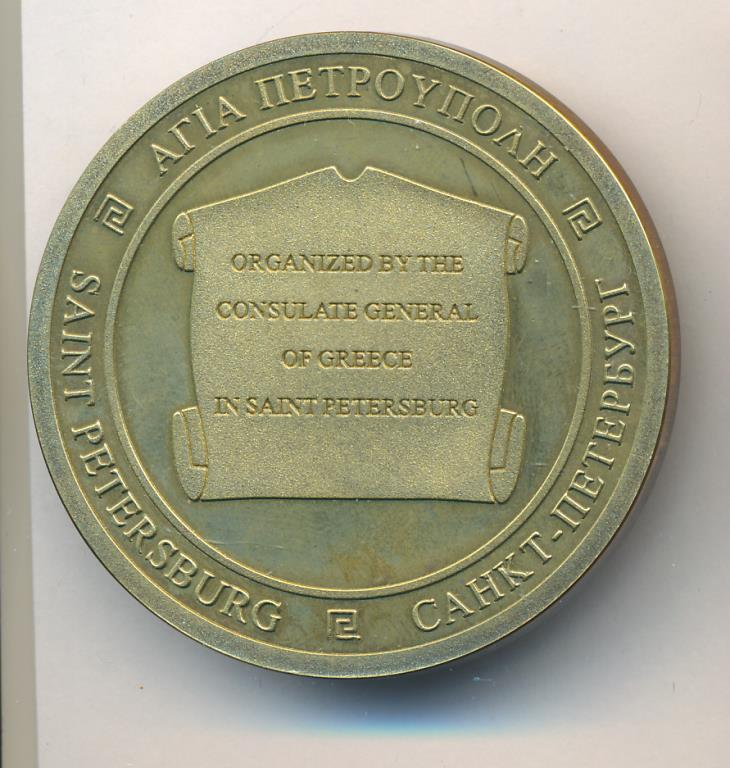 ΑΓΙΑ ΠΕΤΡΟΥΠΟΛΗ
ORGANIZED BY THE
CONSULATE GENERAL
OF GREECE
IN SAINT PETERSBURG
SAINT PETERSBURG
САНКТ-ПЕТЕРБУРГ